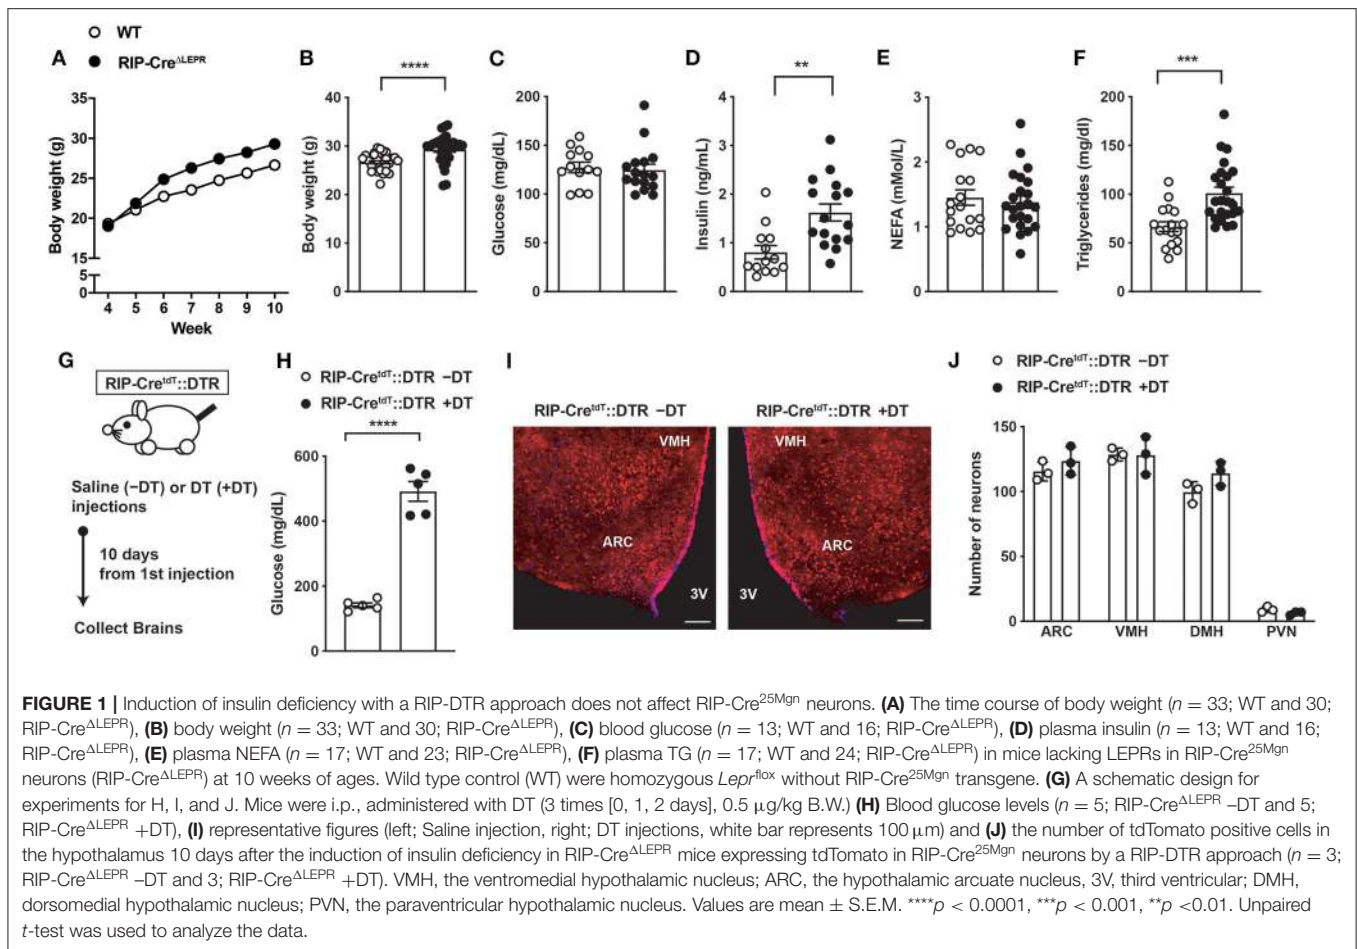 WT
RIP-Cre^ΔLEPR
A
35
30
25
20
15
5
0
Body weight (g)
4 5 6 7 8 9 10
Week
B
****
40
30
20
10
0
Body weight (g)
C
200
150
100
50
0
Glucose (mg/dL)
D
**
4
3
2
1
0
Insulin (ng/mL)
E
3
2
1
0
NEFA (mMol/L)
F
***
200
150
100
50
0
Triglycerides (mg/dl)
G
RIP-Cre^tdT::DTR
Saline (−DT) or DT (+DT)
injections
10 days
from 1st injection
Collect Brains
H
RIP-Cre^tdT::DTR −DT
RIP-Cre^tdT::DTR +DT
****
600
400
200
0
Glucose (mg/dL)
I
RIP-Cre^tdT::DTR −DT
VMH
ARC
3V
RIP-Cre^tdT::DTR +DT
VMH
ARC
3V
J
RIP-Cre^tdT::DTR −DT
RIP-Cre^tdT::DTR +DT
150
100
50
0
Number of neurons
ARC VMH DMH PVN
FIGURE 1 | Induction of insulin deficiency with a RIP-DTR approach does not affect RIP-Cre^25Mgn neurons. (A) The time course of body weight (n = 33; WT and 30;
RIP-Cre^ΔLEPR), (B) body weight (n = 33; WT and 30; RIP-Cre^ΔLEPR), (C) blood glucose (n = 13; WT and 16; RIP-Cre^ΔLEPR), (D) plasma insulin (n = 13; WT and 16;
RIP-Cre^ΔLEPR), (E) plasma NEFA (n = 17; WT and 23; RIP-Cre^ΔLEPR), (F) plasma TG (n = 17; WT and 24; RIP-Cre^ΔLEPR) in mice lacking LEPRs in RIP-Cre^25Mgn
neurons (RIP-Cre^ΔLEPR) at 10 weeks of ages. Wild type control (WT) were homozygous Lepr^flox without RIP-Cre^25Mgn transgene. (G) A schematic design for
experiments for H, I, and J. Mice were i.p., administered with DT (3 times [0, 1, 2 days], 0.5 μg/kg B.W.) (H) Blood glucose levels (n = 5; RIP-Cre^ΔLEPR –DT and 5;
RIP-Cre^ΔLEPR +DT), (I) representative figures (left; Saline injection, right; DT injections, white bar represents 100 μm) and (J) the number of tdTomato positive cells in
the hypothalamus 10 days after the induction of insulin deficiency in RIP-Cre^ΔLEPR mice expressing tdTomato in RIP-Cre^25Mgn neurons by a RIP-DTR approach (n = 3;
RIP-Cre^ΔLEPR –DT and 3; RIP-Cre^ΔLEPR +DT). VMH, the ventromedial hypothalamic nucleus; ARC, the hypothalamic arcuate nucleus, 3V, third ventricular; DMH,
dorsomedial hypothalamic nucleus; PVN, the paraventricular hypothalamic nucleus. Values are mean ± S.E.M. ****p < 0.0001, ***p < 0.001, **p <0.01. Unpaired
t-test was used to analyze the data.